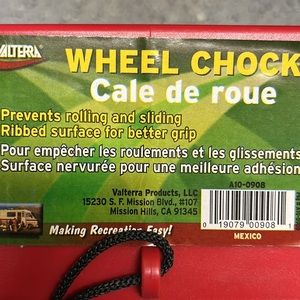 VALTERRA
WHEEL CHOCK
Cale de roue
Prevents rolling and sliding
Ribbed surface for better grip
Pour empêcher les roulements et les glissements
Surface nervurée pour une meilleure adhésion
Valterra Products, LLC
15230 S. F. Mission Blvd., #107
Mission Hills, CA 91345
A10-0908
0 19079 00908 1
Making Recreation Easy!
MEXICO